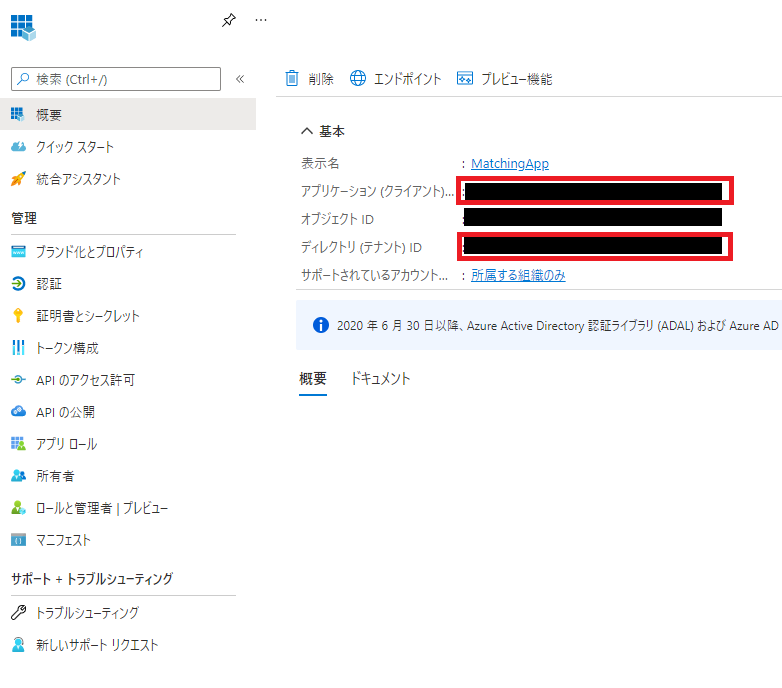 …
検索 (Ctrl+/)
«
削除
エンドポイント
プレビュー機能
概要
クイック スタート
統合アシスタント
管理
ブランド化とプロパティ
認証
証明書とシークレット
トークン構成
API のアクセス許可
API の公開
アプリ ロール
所有者
ロールと管理者 | プレビュー
マニフェスト
サポート + トラブルシューティング
トラブルシューティング
新しいサポート リクエスト
基本
表示名 : MatchingApp
アプリケーション (クライアント)... :
オブジェクト ID :
ディレクトリ (テナント) ID :
サポートされているアカウント... : 所属する組織のみ
2020 年 6 月 30 日以降、Azure Active Directory 認証ライブラリ (ADAL) および Azure AD
概要
ドキュメント